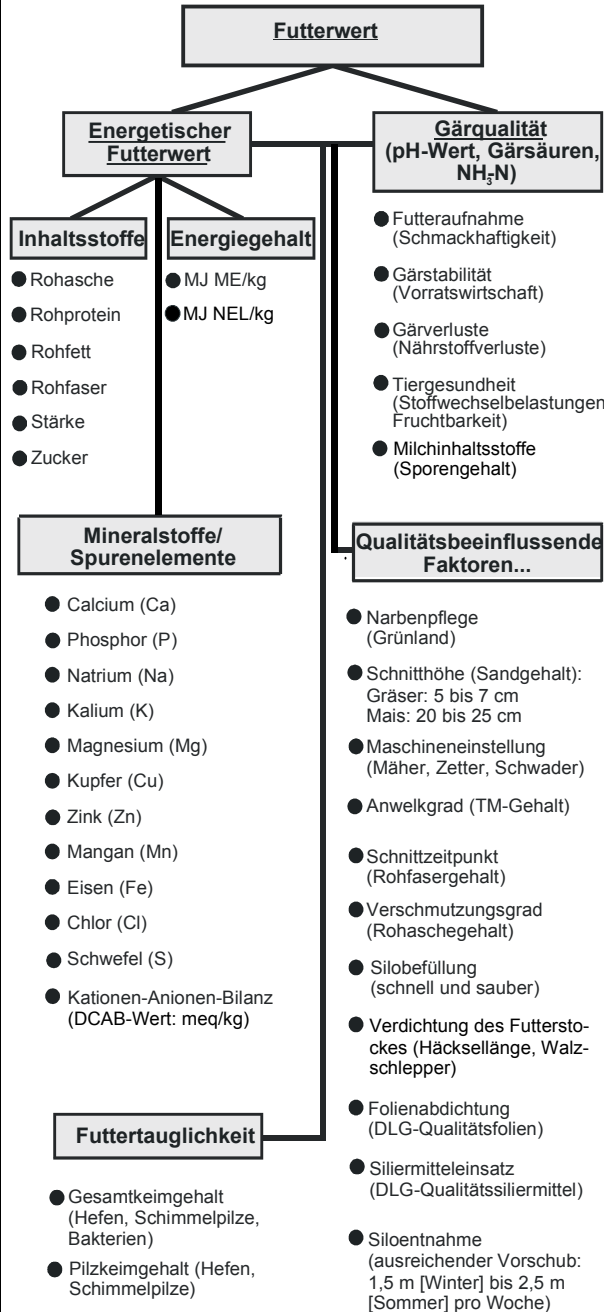 Futterwert
Energetischer
Futterwert
Gärqualität
(pH-Wert, Gärsäuren,
NH₃-N)
Inhaltsstoffe
Rohasche
Rohprotein
Rohfett
Rohfaser
Stärke
Zucker
Energiegehalt
MJ ME/kg
MJ NEL/kg
Futteraufnahme
(Schmackhaftigkeit)
Gärstabilität
(Vorratswirtschaft)
Gärverluste
(Nährstoffverluste)
Tiergesundheit
(Stoffwechselbelastungen
Fruchtbarkeit)
Milchinhaltsstoffe
(Sporengehalt)
Mineralstoffe/
Spurenelemente
Calcium (Ca)
Phosphor (P)
Natrium (Na)
Kalium (K)
Magnesium (Mg)
Kupfer (Cu)
Zink (Zn)
Mangan (Mn)
Eisen (Fe)
Chlor (Cl)
Schwefel (S)
Kationen-Anionen-Bilanz
(DCAB-Wert: meq/kg)
Qualitätsbeeinflussende
Faktoren...
Narbenpflege
(Grünland)
Schnitthöhe (Sandgehalt):
Gräser: 5 bis 7 cm
Mais: 20 bis 25 cm
Maschineneinstellung
(Mäher, Zetter, Schwader)
Anwelkgrad (TM-Gehalt)
Schnittzeitpunkt
(Rohfasergehalt)
Verschmutzungsgrad
(Rohaschegehalt)
Silobefüllung
(schnell und sauber)
Verdichtung des Futtersto-
ckes (Häcksellänge, Walz-
schlepper)
Folienabdichtung
(DLG-Qualitätsfolien)
Siliermitteleinsatz
(DLG-Qualitätssiliermittel)
Siloentnahme
(ausreichender Vorschub:
1,5 m [Winter] bis 2,5 m
[Sommer] pro Woche)
Futtertauglichkeit
Gesamtkeimgehalt
(Hefen, Schimmelpilze,
Bakterien)
Pilzkeimgehalt (Hefen,
Schimmelpilze)